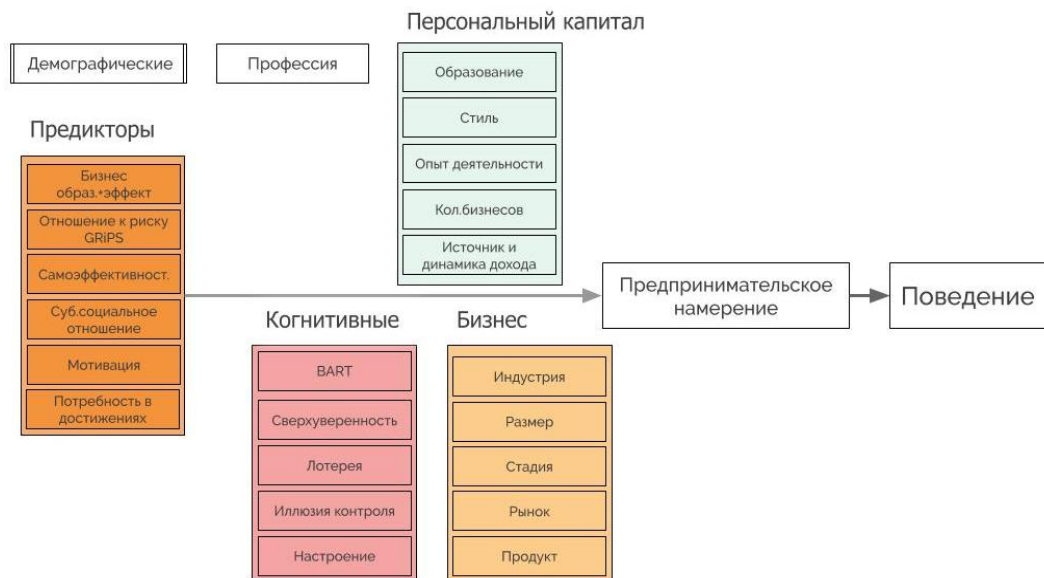 Персональный капитал
Демографические
Профессия
Образование
Стиль
Опыт деятельности
Кол.бизнесов
Источник и
динамика дохода
Предикторы
Бизнес
образ.+эффект
Отношение к риску
GRiPS
Самоэффективност.
Суб.социальное
отношение
Мотивация
Потребность в
достижениях
Предпринимательское
намерение
Поведение
Когнитивные
BART
Сверхуверенность
Лотерея
Иллюзия контроля
Настроение
Бизнес
Индустрия
Размер
Стадия
Рынок
Продукт